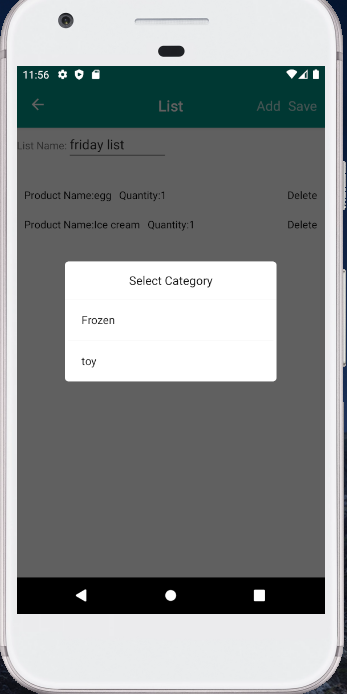 11:56
List Add Save
List Name: friday list
Product Name:egg Quantity:1 Delete
Product Name:Ice cream Quantity:1 Delete
Select Category
Frozen
toy